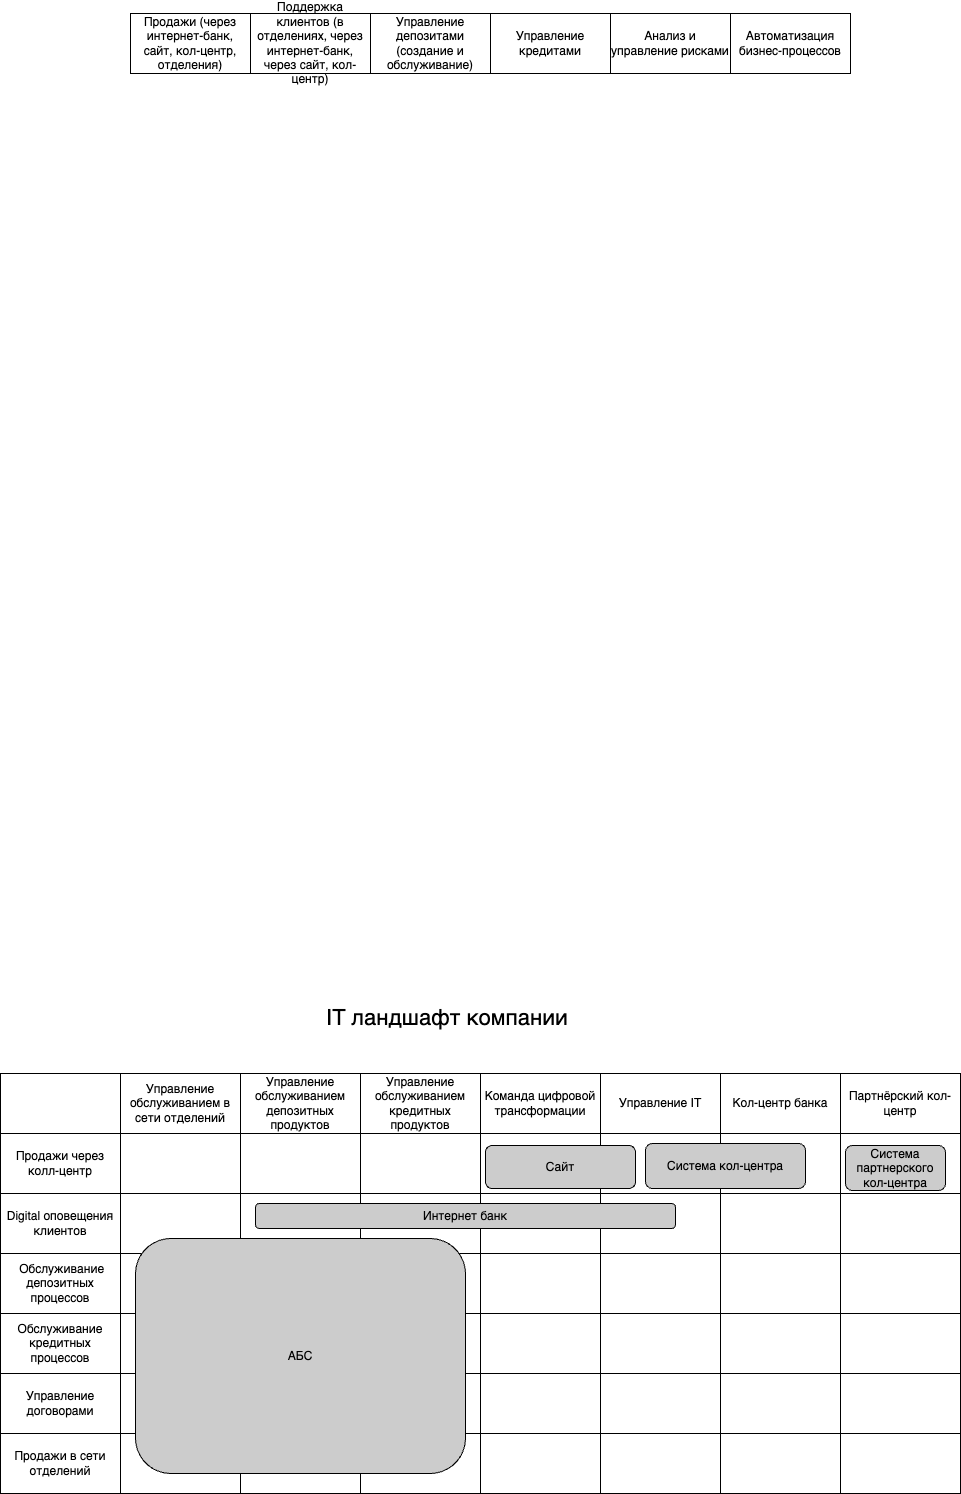 Продажи (через
интернет-банк,
сайт, кол-центр,
отделения)
Поддержка
клиентов (в
отделениях, через
интернет-банк,
через сайт, кол-
центр)
Управление
депозитами
(создание и
обслуживание)
Управление
кредитами
Анализ и
управление рисками
Автоматизация
бизнес-процессов
IT ландшафт компании
Управление
обслуживанием в
сети отделений
Управление
обслуживанием
депозитных
продуктов
Управление
обслуживанием
кредитных
продуктов
Команда цифровой
трансформации
Управление IT
Кол-центр банка
Партнёрский кол-
центр
Продажи через
колл-центр
Сайт
Система кол-центра
Система
партнерского
кол-центра
Digital оповещения
клиентов
Интернет банк
Обслуживание
депозитных
процессов
Обслуживание
кредитных
процессов
АБС
Управление
договорами
Продажи в сети
отделений